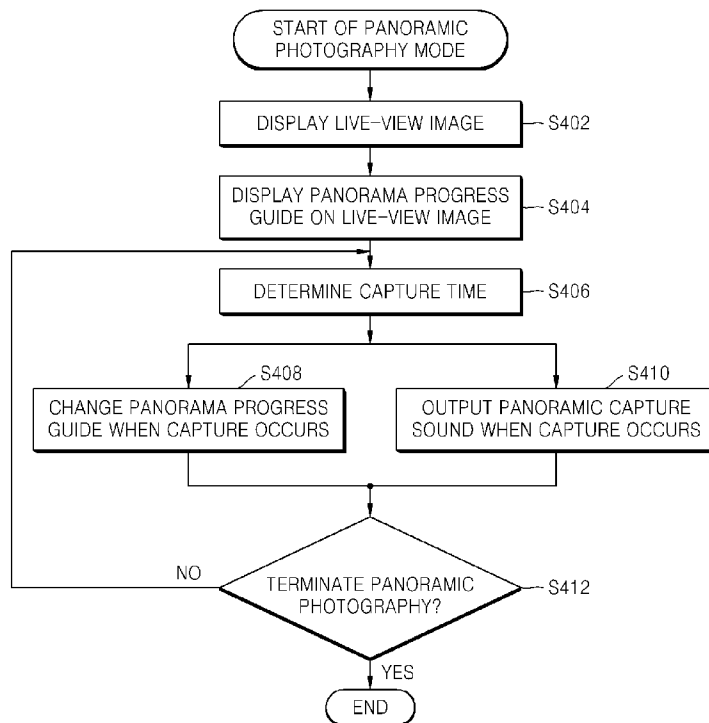 START OF PANORAMIC
PHOTOGRAPHY MODE
DISPLAY LIVE-VIEW IMAGE
S402
DISPLAY PANORAMA PROGRESS
GUIDE ON LIVE-VIEW IMAGE
S404
DETERMINE CAPTURE TIME
S406
S408
CHANGE PANORAMA PROGRESS
GUIDE WHEN CAPTURE OCCURS
S410
OUTPUT PANORAMIC CAPTURE
SOUND WHEN CAPTURE OCCURS
NO
TERMINATE PANORAMIC
PHOTOGRAPHY?
S412
YES
END